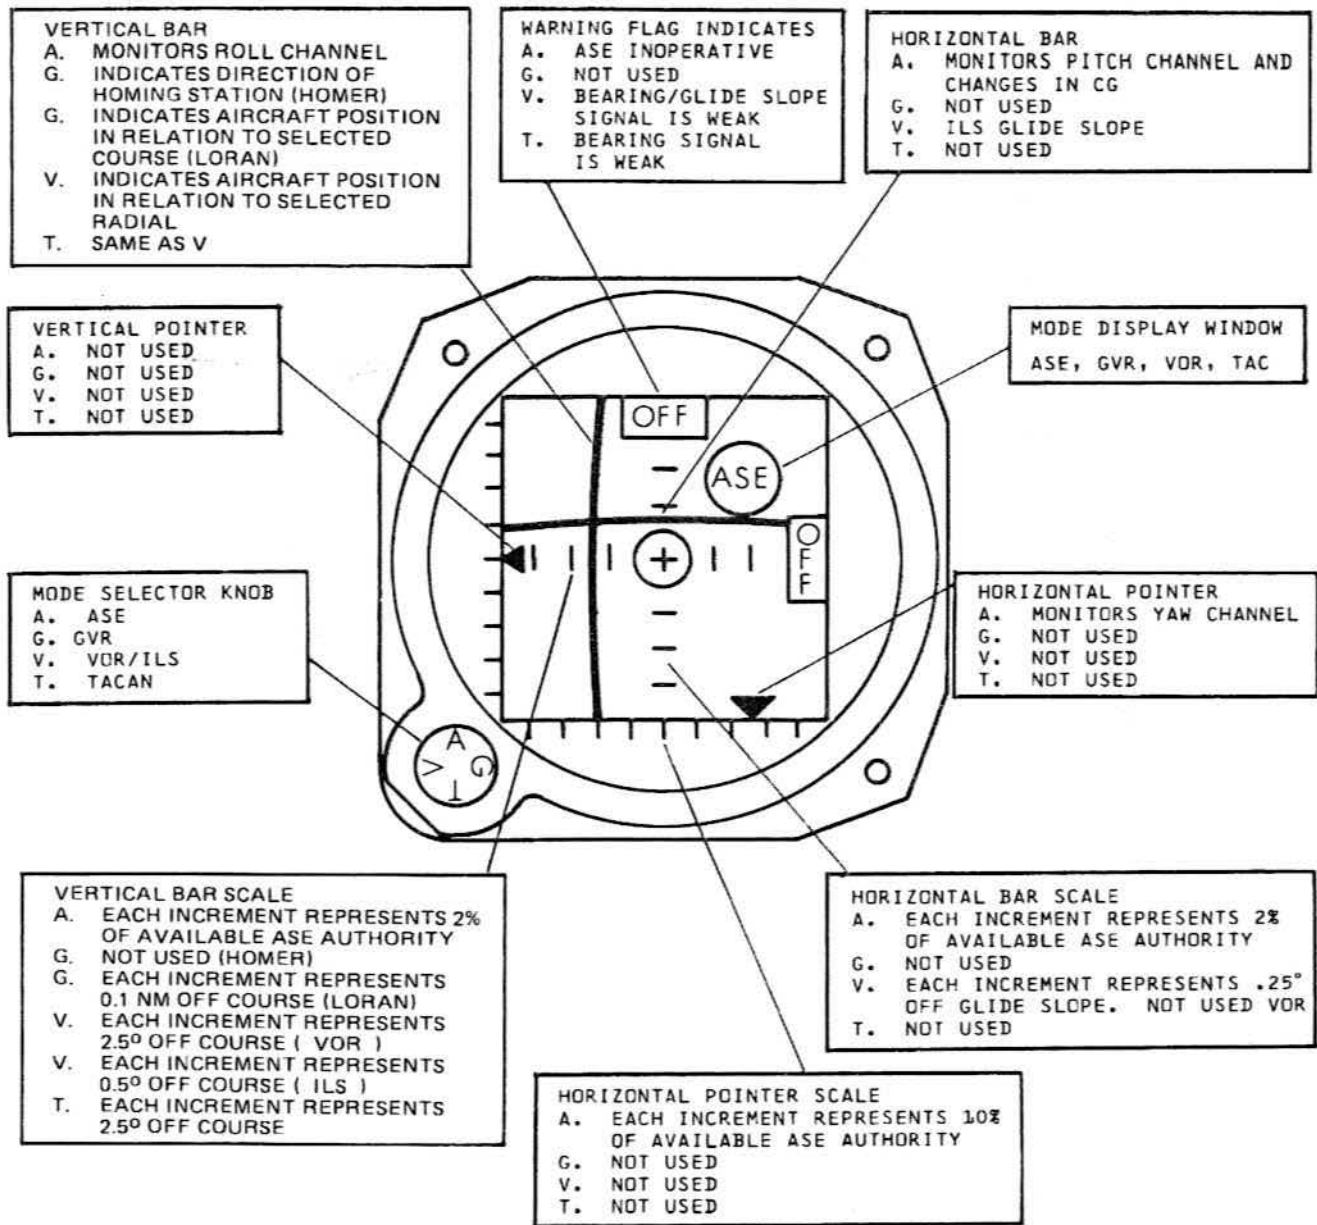 VERTICAL BAR
A. MONITORS ROLL CHANNEL
G. INDICATES DIRECTION OF
HOMING STATION (HOMER)
G. INDICATES AIRCRAFT POSITION
IN RELATION TO SELECTED
COURSE (LORAN)
V. INDICATES AIRCRAFT POSITION
IN RELATION TO SELECTED
RADIAL
T. SAME AS V
WARNING FLAG INDICATES
A. ASE INOPERATIVE
G. NOT USED
V. BEARING/GLIDE SLOPE
SIGNAL IS WEAK
T. BEARING SIGNAL
IS WEAK
HORIZONTAL BAR
A. MONITORS PITCH CHANNEL AND
CHANGES IN CG
G. NOT USED
V. ILS GLIDE SLOPE
T. NOT USED
VERTICAL POINTER
A. NOT USED
G. NOT USED
V. NOT USED
T. NOT USED
MODE DISPLAY WINDOW
ASE, GVR, VOR, TAC
OFF
ASE
OFF
MODE SELECTOR KNOB
A. ASE
G. GVR
V. VOR/ILS
T. TACAN
HORIZONTAL POINTER
A. MONITORS YAW CHANNEL
G. NOT USED
V. NOT USED
T. NOT USED
A
V G
T
VERTICAL BAR SCALE
A. EACH INCREMENT REPRESENTS 2%
OF AVAILABLE ASE AUTHORITY
G. NOT USED (HOMER)
G. EACH INCREMENT REPRESENTS
0.1 NM OFF COURSE (LORAN)
V. EACH INCREMENT REPRESENTS
2.5º OFF COURSE ( VOR )
V. EACH INCREMENT REPRESENTS
0.5º OFF COURSE ( ILS )
T. EACH INCREMENT REPRESENTS
2.5º OFF COURSE
HORIZONTAL BAR SCALE
A. EACH INCREMENT REPRESENTS 2%
OF AVAILABLE ASE AUTHORITY
G. NOT USED
V. EACH INCREMENT REPRESENTS .25°
OFF GLIDE SLOPE. NOT USED VOR
T. NOT USED
HORIZONTAL POINTER SCALE
A. EACH INCREMENT REPRESENTS 10%
OF AVAILABLE ASE AUTHORITY
G. NOT USED
V. NOT USED
T. NOT USED